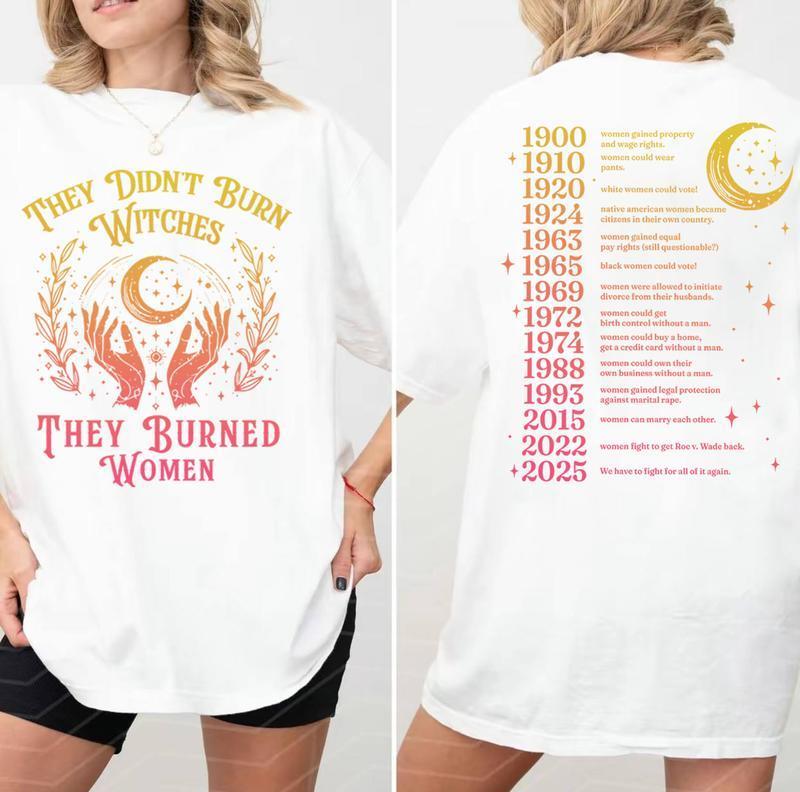 THEY DIDN'T BURN
WITCHES
THEY BURNED
WOMEN
1900 women gained property
and wage rights.
1910 women could wear
pants.
1920 white women could vote!
1924 native american women became
citizens in their own country.
1963 women gained equal
pay rights (still questionable?)
1965 black women could vote!
1969 women were allowed to initiate
divorce from their husbands.
1972 women could get
birth control without a man.
1974 women could buy a home,
get a credit card without a man.
1988 women could own their
own business without a man.
1993 women gained legal protection
against marital rape.
2015 women can marry each other.
2022 women fight to get Roe v. Wade back.
2025 We have to fight for all of it again.